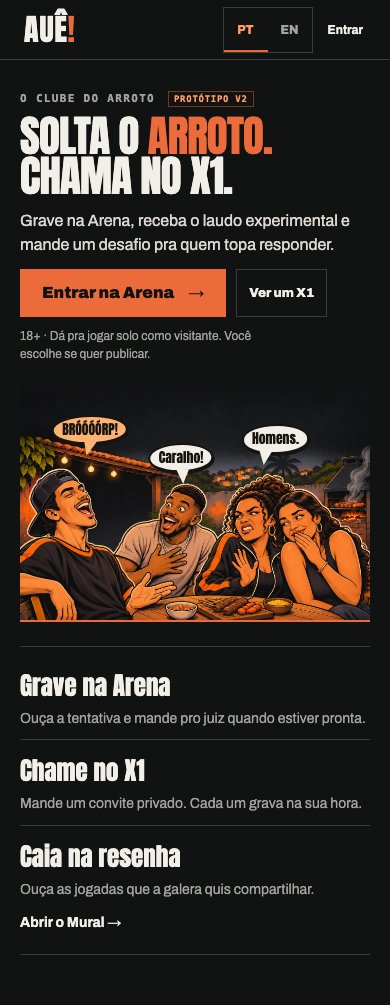 AUÊ!
PT
EN
Entrar
O CLUBE DO ARROTO
PROTÓTIPO V2
SOLTA O ARROTO.
CHAMA NO X1.
Grave na Arena, receba o laudo experimental e
mande um desafio pra quem topa responder.
Entrar na Arena →
Ver um X1
18+ · Dá pra jogar solo como visitante. Você
escolhe se quer publicar.
BRÓÓÓÓRP!
Caralho!
Homens.
Grave na Arena
Ouça a tentativa e mande pro juiz quando estiver pronta.
Chame no X1
Mande um convite privado. Cada um grava na sua hora.
Caia na resenha
Ouça as jogadas que a galera quis compartilhar.
Abrir o Mural →